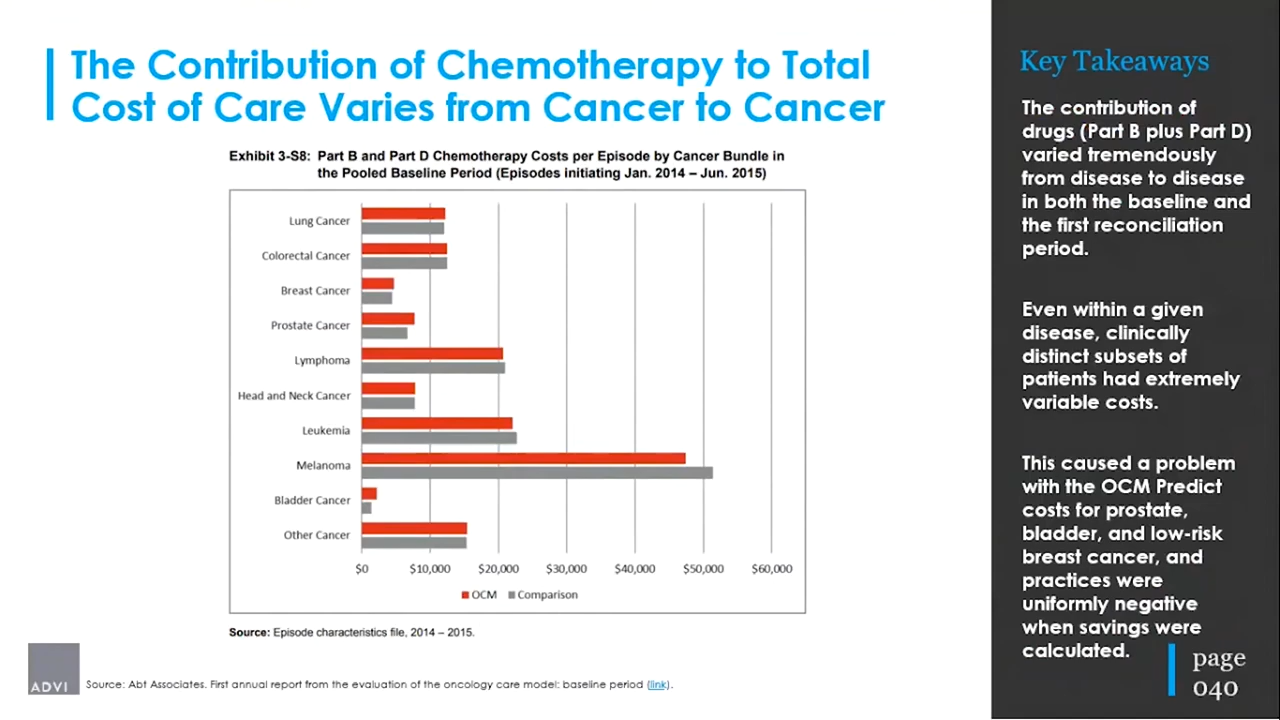 The Contribution of Chemotherapy to Total
Cost of Care Varies from Cancer to Cancer
Exhibit 3-S8: Part B and Part D Chemotherapy Costs per Episode by Cancer Bundle in
the Pooled Baseline Period (Episodes initiating Jan. 2014 – Jun. 2015)
Lung Cancer
Colorectal Cancer
Breast Cancer
Prostate Cancer
Lymphoma
Head and Neck Cancer
Leukemia
Melanoma
Bladder Cancer
Other Cancer
$0 $10,000 $20,000 $30,000 $40,000 $50,000 $60,000
OCM Comparison
Source: Episode characteristics file, 2014 – 2015.
ADVI
Source: Abt Associates. First annual report from the evaluation of the oncology care model: baseline period (link).
Key Takeaways
The contribution of
drugs (Part B plus Part D)
varied tremendously
from disease to disease
in both the baseline and
the first reconciliation
period.
Even within a given
disease, clinically
distinct subsets of
patients had extremely
variable costs.
This caused a problem
with the OCM Predict
costs for prostate,
bladder, and low-risk
breast cancer, and
practices were
uniformly negative
when savings were
calculated.
page
040